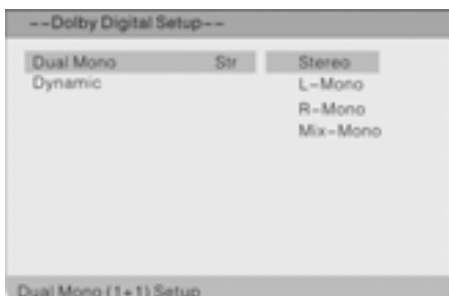 --Dolby Digital Setup--
Dual Mono Str Stereo
Dynamic L-Mono
R-Mono
Mix-Mono
Dual Mono (1+1) Setup